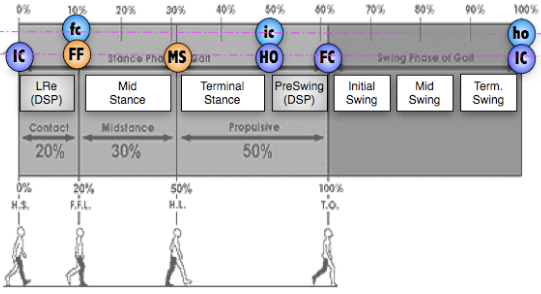 0% 10% 20% 30% 40% 50% 60% 70% 80% 90% 100%
fc ic ho
IC FF Stance Phase of Gait MS HO FC Swing Phase of Gait IC
LRe (DSP) Mid Stance Terminal Stance PreSwing (DSP) Initial Swing Mid Swing Term. Swing
Contact Midstance Propulsive
20% 30% 50%
0% 20% 50% 100%
H.S. F.F.L. H.L. T.O.